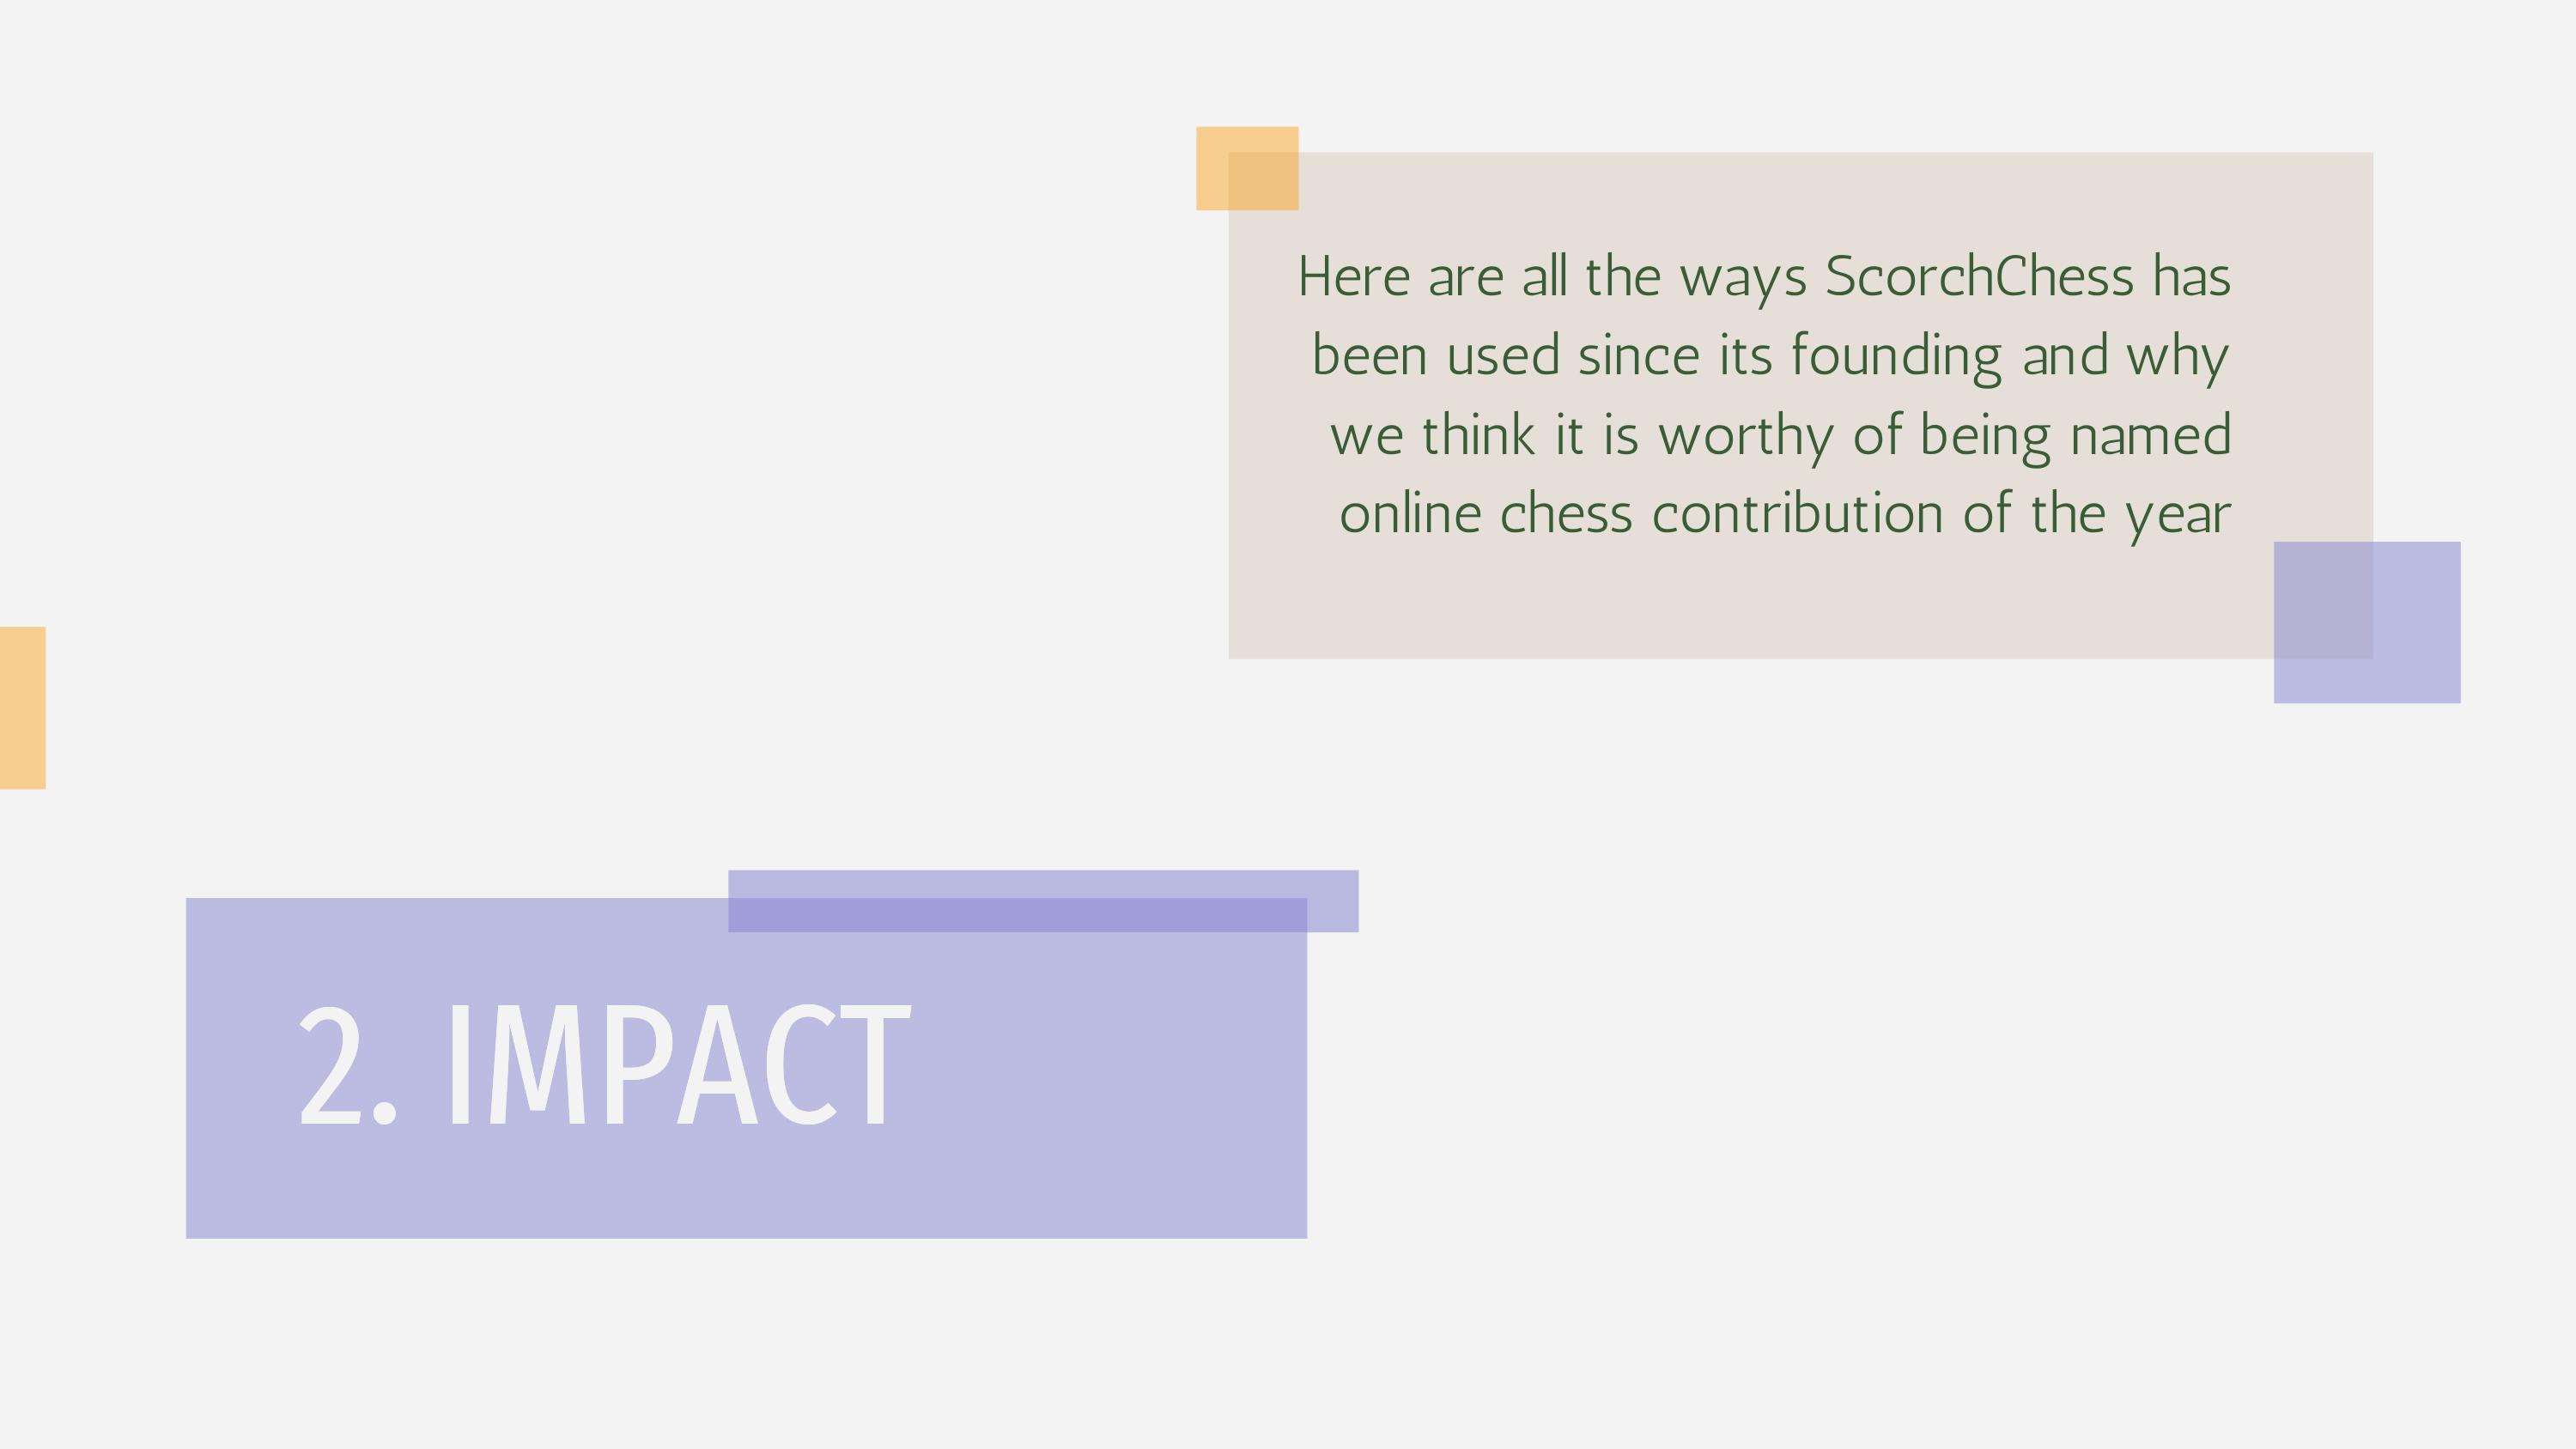 Here are all the ways ScorchChess has
been used since its founding and why
we think it is worthy of being named
online chess contribution of the year
2. IMPACT